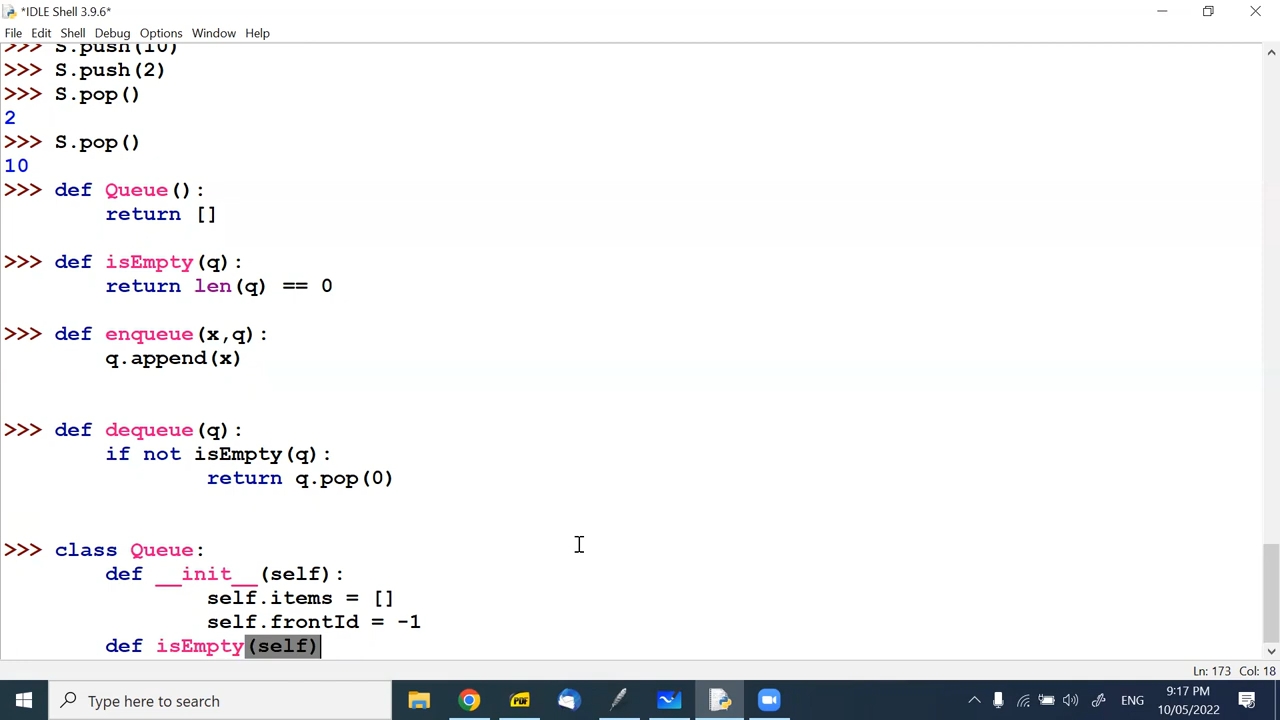 *IDLE Shell 3.9.6*
File Edit Shell Debug Options Window Help
>>> S.push(10)
>>> S.push(2)
>>> S.pop()
2
>>> S.pop()
10
>>> def Queue():
        return []
>>> def isEmpty(q):
        return len(q) == 0
>>> def enqueue(x,q):
        q.append(x)
>>> def dequeue(q):
        if not isEmpty(q):
                return q.pop(0)
>>> class Queue:
        def __init__(self):
                self.items = []
                self.frontId = -1
        def isEmpty(self)
Ln: 173 Col: 18
Type here to search
PDF
ENG
9:17 PM
10/05/2022